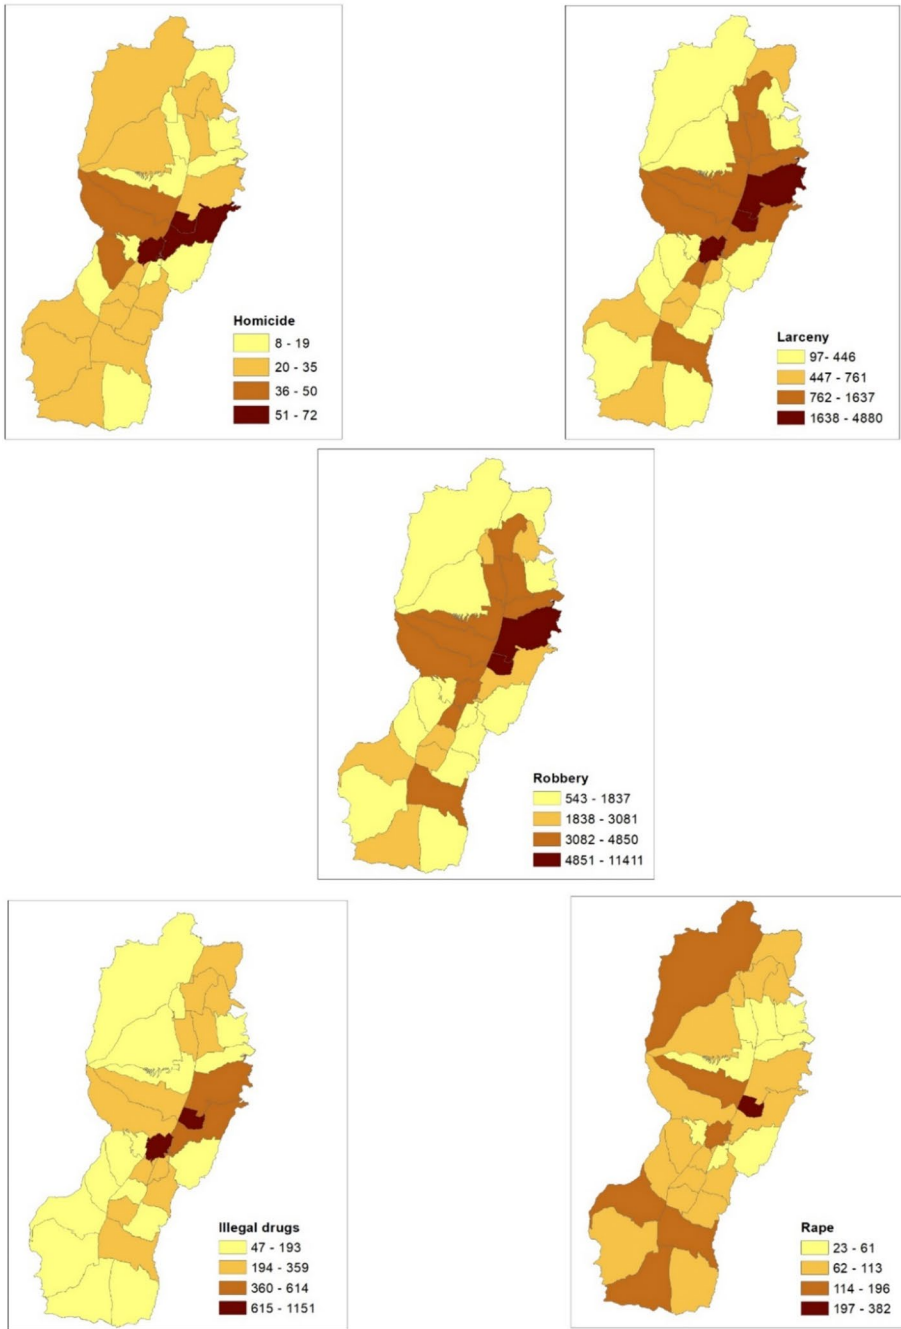 Homicide
8 - 19
20 - 35
36 - 50
51 - 72
Larceny
97- 446
447 - 761
762 - 1637
1638 - 4880
Robbery
543 - 1837
1838 - 3081
3082 - 4850
4851 - 11411
Illegal drugs
47 - 193
194 - 359
360 - 614
615 - 1151
Rape
23 - 61
62 - 113
114 - 196
197 - 382